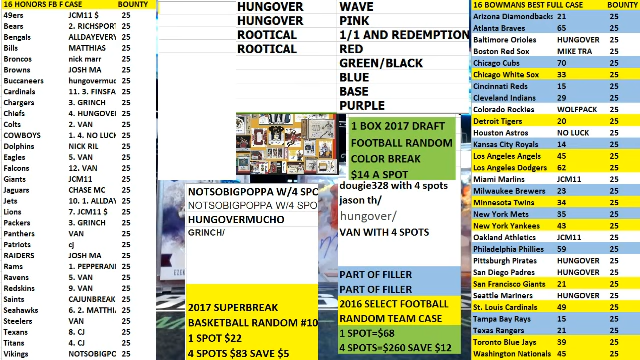 16 HONORS FB F CASE BOUNTY
49ers JCM11 $ 25
Bears 2. RICHSPOR 25
Bengals ALLDAYEVERY 25
Bills MATTHIAS 25
Broncos nick marr 25
Browns JOSH MA 25
Buccaneers hungoverme 25
Cardinals 11. 3. FINSFA 25
Chargers 3. GRINCH 25
Chiefs 4. HUNGOVEI 25
Colts 2. VAN 25
COWBOYS 1. 4. NO LUCK 25
Dolphins NICK RIL 25
Eagles 5. VAN 25
Falcons 12. VAN 25
Giants JCM11 25
Jaguars CHASE MC 25
Jets 10. 1. ALLDAY 25
Lions 7. JCM11 $ 25
Packers 3. GRINCH 25
Panthers VAN 25
Patriots cj 25
RAIDERS JOSH MA 25
Rams 1. PEPPERANI 25
Ravens 5. VAN 25
Redskins 9. VAN 25
Saints CAJUNBREAK 25
Seahawks 6. 2. MATTHI 25
Steelers VAN 25
Texans 8. CJ 25
Titans 4. CJ 25
Vikings NOTSOBIGPC 25
HUNGOVER WAVE
HUNGOVER PINK
ROOTICAL 1/1 AND REDEMPTION
ROOTICAL RED
GREEN/BLACK
BLUE
BASE
PURPLE
1 BOX 2017 DRAFT
FOOTBALL RANDOM
COLOR BREAK
$14 A SPOT
NOTSOBIGPOPPA W/4 SPO
NOTSOBIGPOPPA W/4 SPO
HUNGOVERMUCHO
GRINCH/
2017 SUPERBREAK
BASKETBALL RANDOM #10
1 SPOT $22
4 SPOTS $83 SAVE $5
dougie328 with 4 spots
jason th/
hungover/
VAN WITH 4 SPOTS
PART OF FILLER
PART OF FILLER
2016 SELECT FOOTBALL
RANDOM TEAM CASE
1 SPOT=$68
4 SPOTS=$260 SAVE $12
16 BOWMANS BEST FULL CASE BOUNTY
Arizona Diamondbacks 21 25
Atlanta Braves 65 25
Baltimore Orioles HUNGOVER 25
Boston Red Sox MIKE TRA 25
Chicago Cubs 70 25
Chicago White Sox 33 25
Cincinnati Reds 15 25
Cleveland Indians 29 25
Colorado Rockies WOLFPACK 25
Detroit Tigers 20 25
Houston Astros NO LUCK 25
Kansas City Royals 14 25
Los Angeles Angels 45 25
Los Angeles Dodgers 62 25
Miami Marlins JCM11 25
Milwaukee Brewers 23 25
Minnesota Twins 34 25
New York Mets 35 25
New York Yankees 43 25
Oakland Athletics JCM11 25
Philadelphia Phillies 59 25
Pittsburgh Pirates HUNGOVER 25
San Diego Padres HUNGOVER 25
San Francisco Giants 21 25
Seattle Mariners HUNGOVER 25
St. Louis Cardinals 49 25
Tampa Bay Rays 15 25
Texas Rangers 21 25
Toronto Blue Jays 39 25
Washington Nationals 45 25